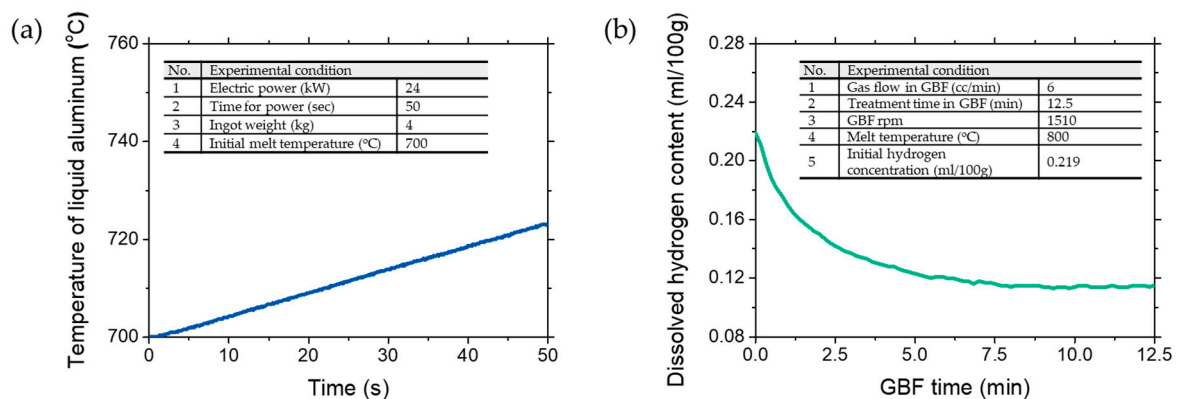 (a)
Temperature of liquid aluminum (°C)
760
740
720
700
No. Experimental condition
1 Electric power (kW) 24
2 Time for power (sec) 50
3 Ingot weight (kg) 4
4 Initial melt temperature (°C) 700
0 10 20 30 40 50
Time (s)
(b)
Dissolved hydrogen content (ml/100g)
0.28
0.24
0.20
0.16
0.12
0.08
No. Experimental condition
1 Gas flow in GBF (cc/min) 6
2 Treatment time in GBF (min) 12.5
3 GBF rpm 1510
4 Melt temperature (°C) 800
5 Initial hydrogen
concentration (ml/100g) 0.219
0.0 2.5 5.0 7.5 10.0 12.5
GBF time (min)